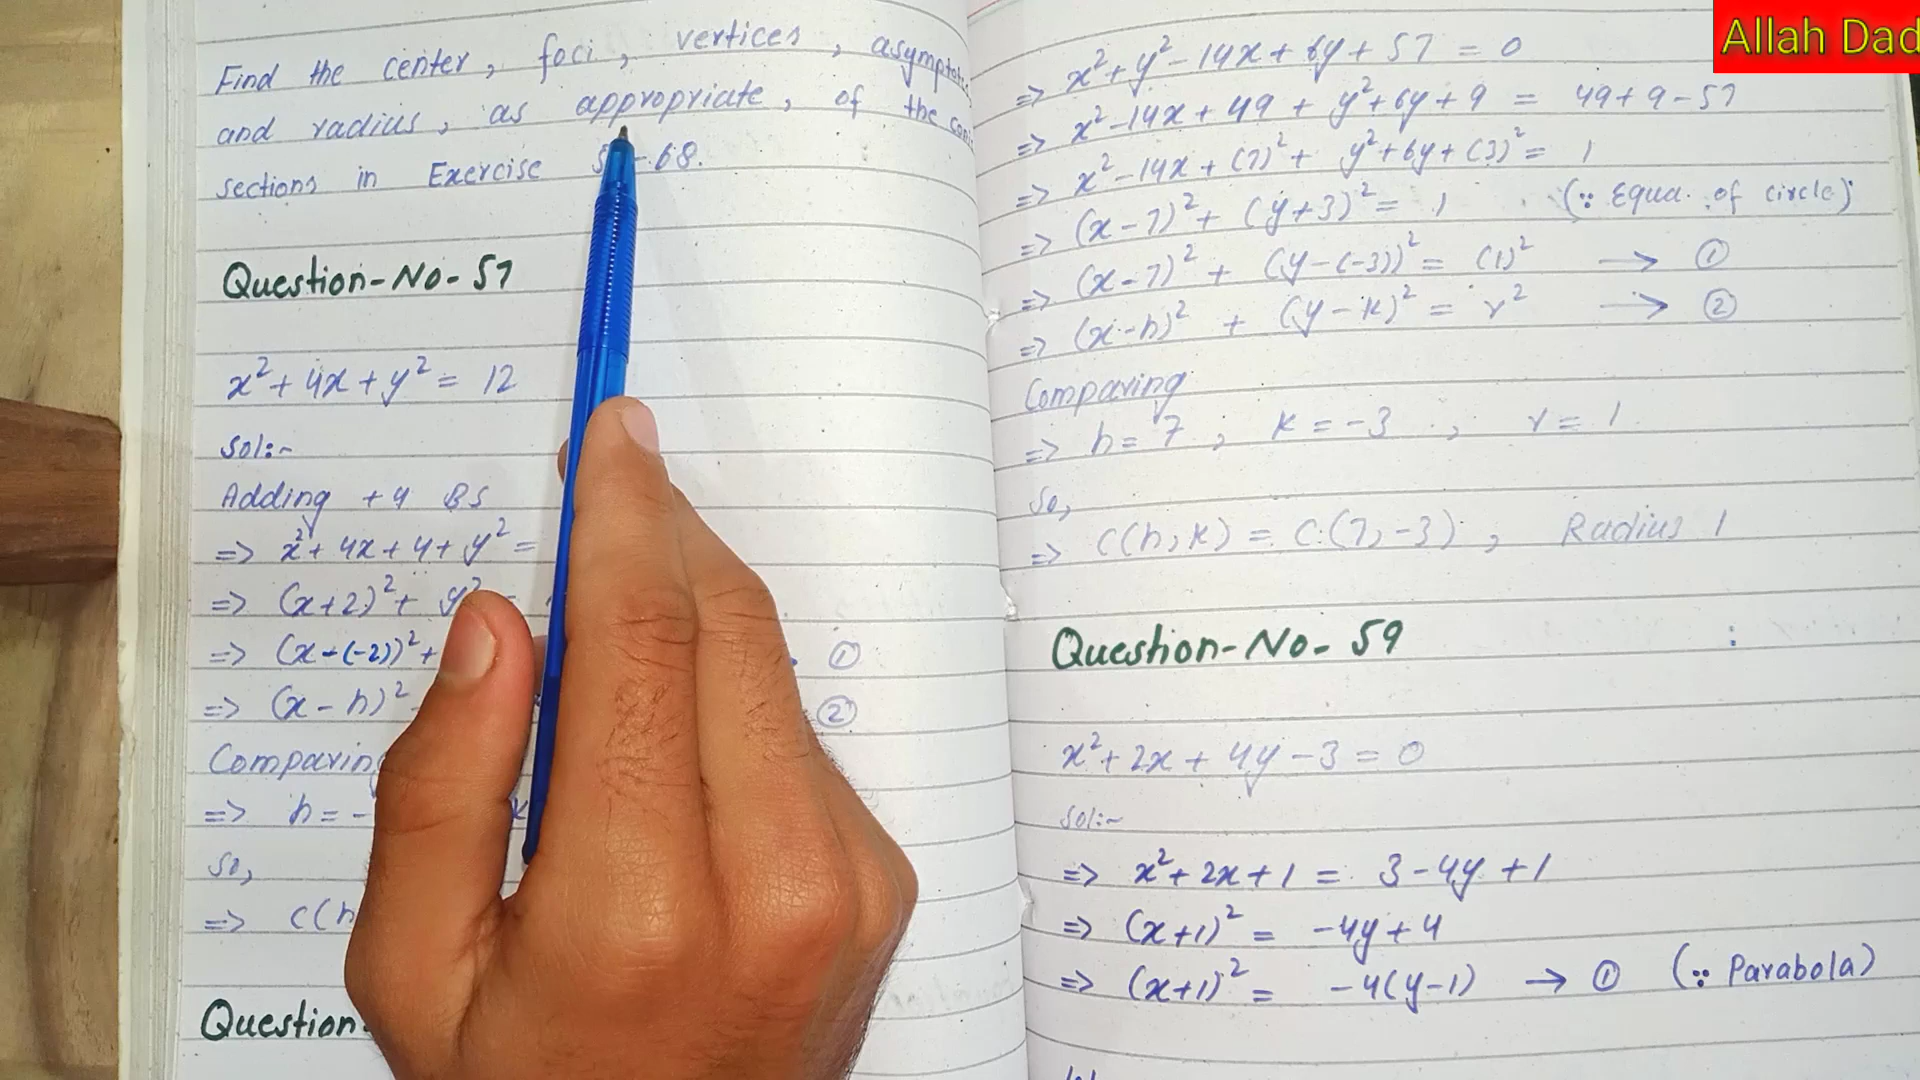 Find the center, foci, vertices, asymptot
and radius, as appropriate, of the con
sections in Exercise 5 - 68.
Question-No-57
x²+4x+y² = 12
Sol:-
Adding +4 BS
=> x²+4x+4+y² =
=> (x+2)²+ y² =
=> (x-(-2))²+
①
=> (x-h)²
②
Comparing
=> h = -
So,
=> C(h
Question-
Allah Dad
=> x²+y²-14x+6y+57 = 0
=> x²-14x+49 + y²+6y+9 = 49+9-57
=> x²-14x+(7)²+ y²+6y+(3)² = 1
=> (x-7)²+ (y+3)² = 1 (∵ Equa. of circle)
=> (x-7)² + (y-(-3))² = (1)² → ①
=> (x-h)² + (y-k)² = r² → ②
Comparing
=> h = 7 , k = -3 , r = 1
So,
=> C(h,k) = C(7,-3) , Radius 1
Question-No-59
x²+2x+4y-3 = 0
Sol:-
=> x²+2x+1 = 3-4y+1
=> (x+1)² = -4y+4
=> (x+1)² = -4(y-1) → ① (∵ Parabola)